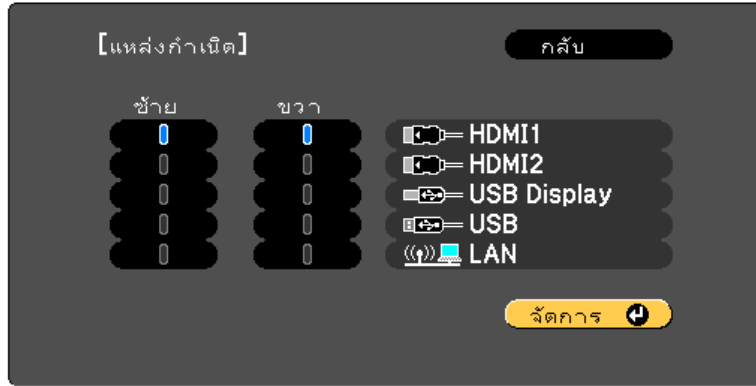 [แหล่งกำเนิด]
กลับ
ซ้าย ขวา
HDMI1
HDMI2
USB Display
USB
LAN
จัดการ